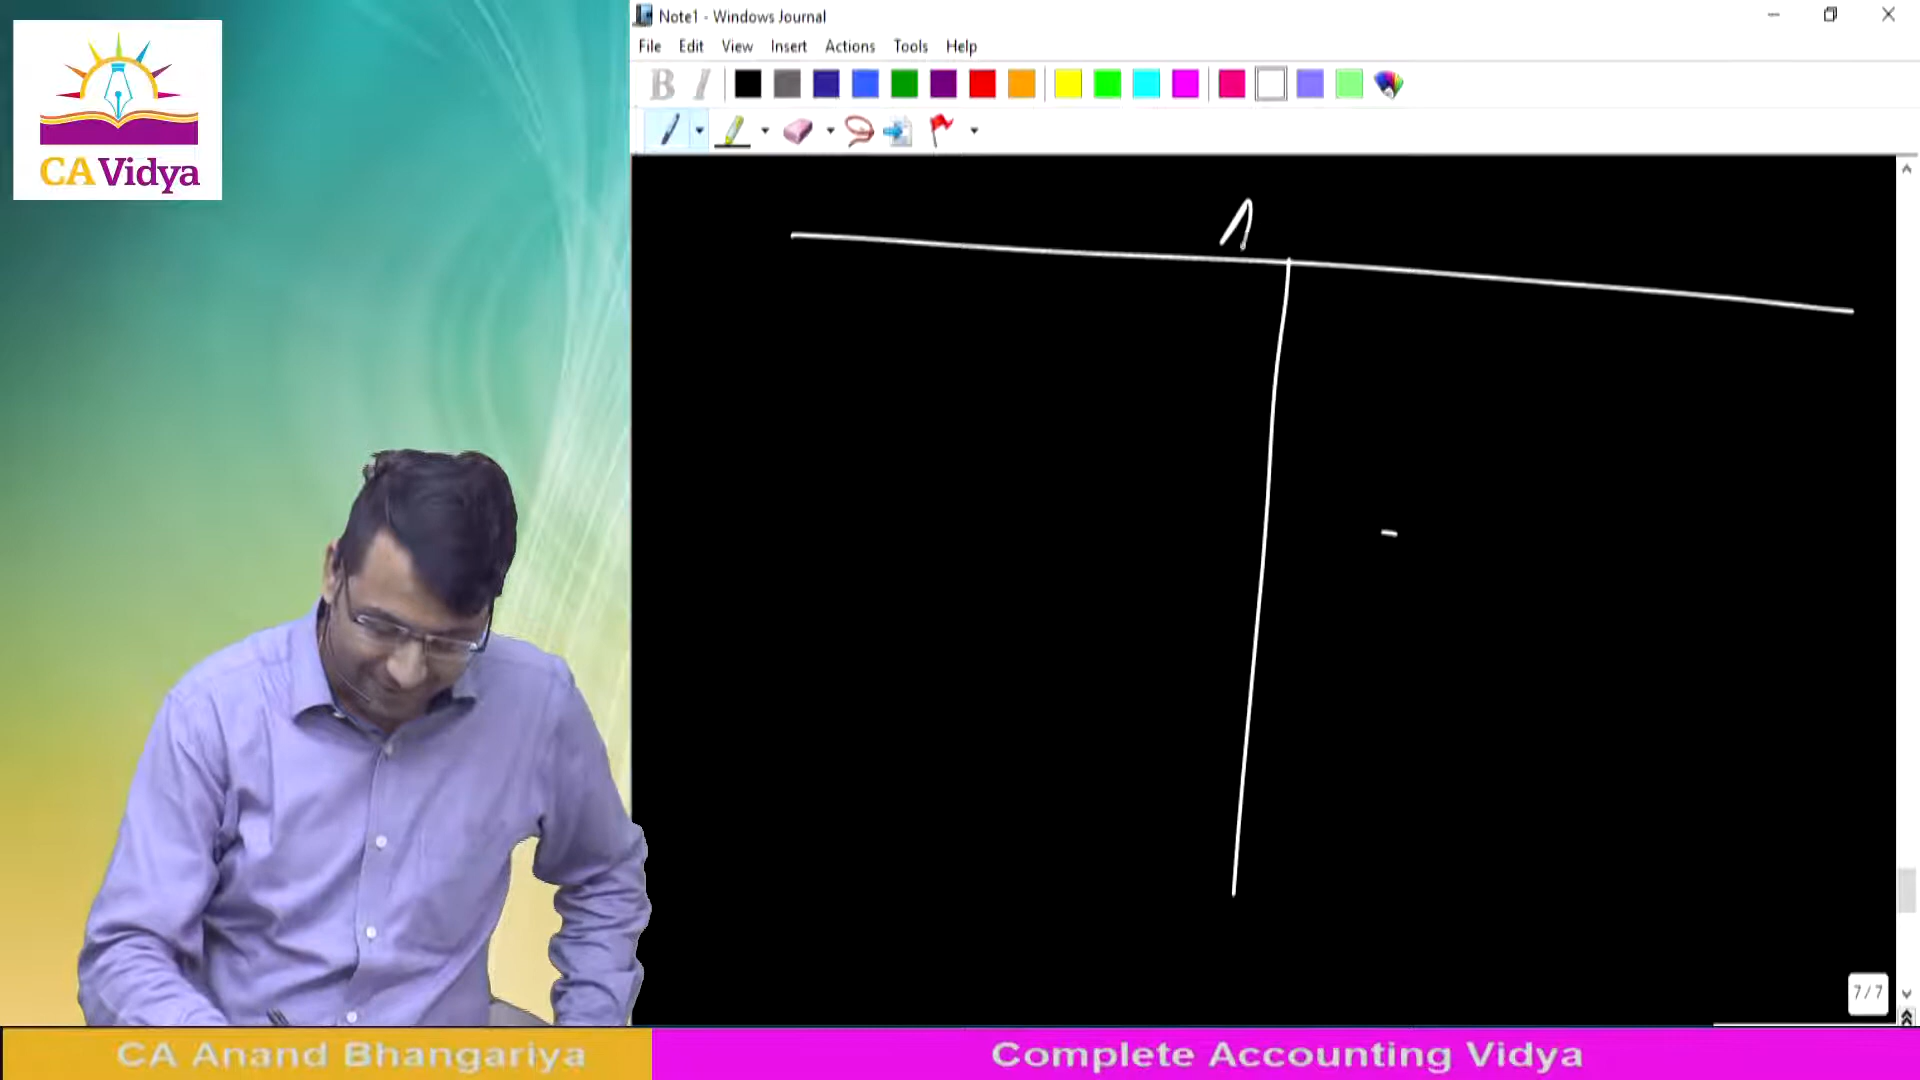 Note1 - Windows Journal
File Edit View Insert Actions Tools Help
B I
CA Vidya
7 / 7
CA Anand Bhangariya
Complete Accounting Vidya